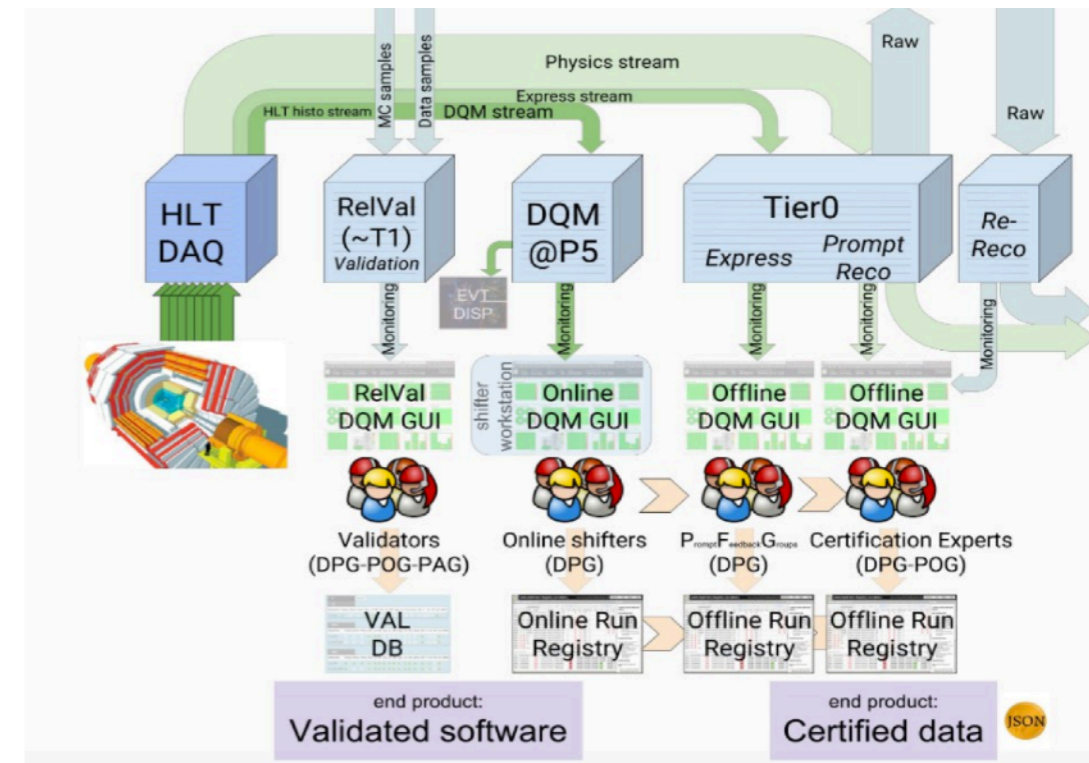 Raw
Physics stream
MC samples
Data samples
Express stream
HLT histo stream
DQM stream
Raw
HLT
DAQ
RelVal
(~T1)
Validation
DQM
@P5
Tier0
Express
Prompt
Reco
Re-
Reco
EVT
DISP.
Monitoring
Monitoring
Monitoring
Monitoring
Monitoring
RelVal
DQM GUI
shifter
workstation
Online
DQM GUI
Offline
DQM GUI
Offline
DQM GUI
Validators
(DPG-POG-PAG)
Online shifters
(DPG)
PromptFeedbackGroups
(DPG)
Certification Experts
(DPG-POG)
VAL
DB
Online Run
Registry
Offline Run
Registry
Offline Run
Registry
end product:
Validated software
end product:
Certified data
JSON